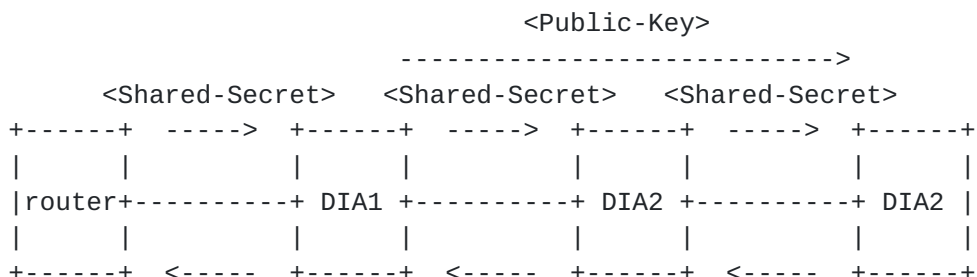 <Public-Key>
---------------------------->
<Shared-Secret>   <Shared-Secret>   <Shared-Secret>
+------+  ----->  +------+  ----->  +------+  ----->  +------+
|      |          |      |          |      |          |      |
|router+----------+ DIA1 +----------+ DIA2 +----------+ DIA2 |
|      |          |      |          |      |          |      |
+------+  <-----  +------+  <-----  +------+  <-----  +------+